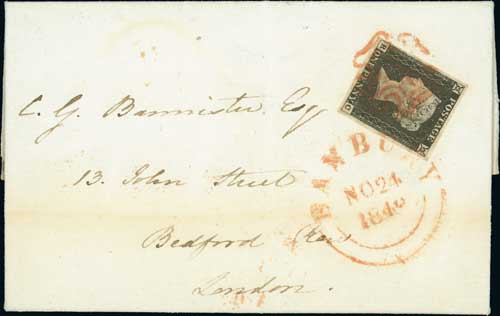 POSTAGE
ONE PENNY
C. G. Bannister Esq
13. John Street
Bedford Row
London.
BANBURY
NO 24
1840